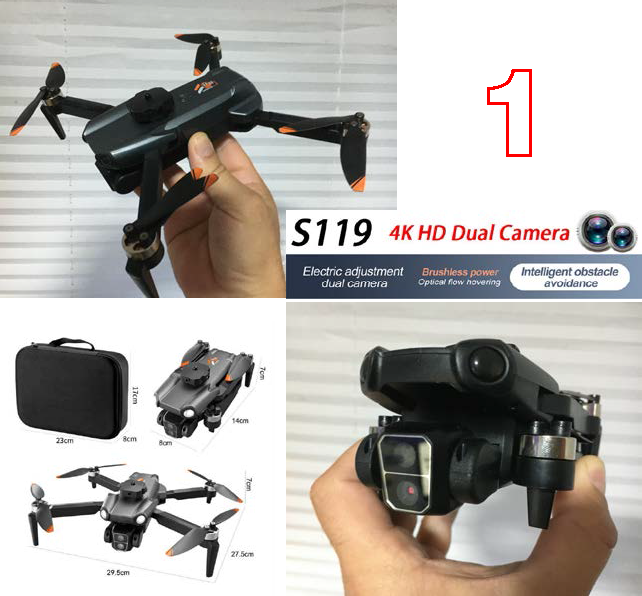 1
S119 4K HD Dual Camera
Electric adjustment
dual camera
Brushless power
Optical flow hovering
Intelligent obstacle
avoidance
17cm
23cm
8cm
7cm
14cm
8cm
7cm
27.5cm
29.5cm